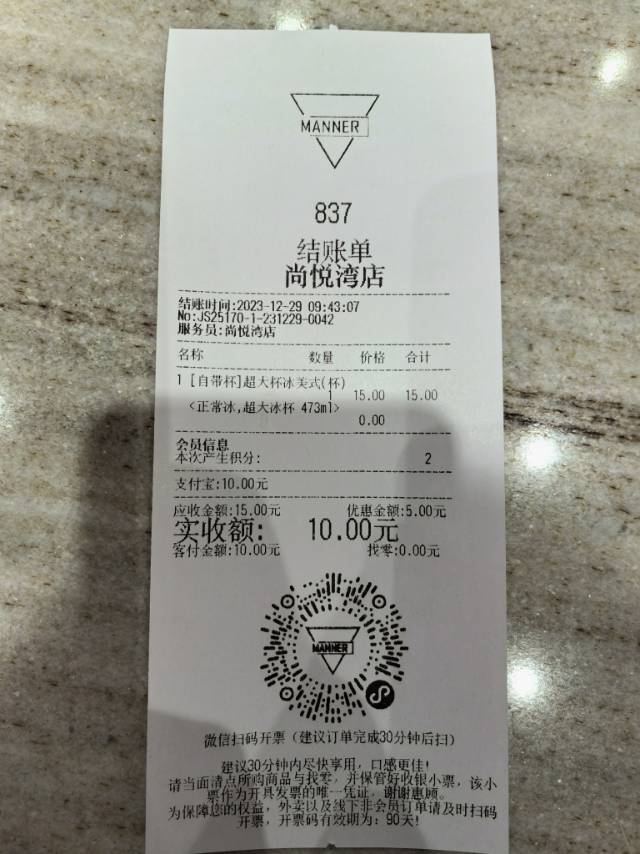 MANNER
837
结账单
尚悦湾店
结账时间:2023-12-29 09:43:07
No:JS25170-1-231229-0042
服务员:尚悦湾店
名称 数量 价格 合计
1 [自带杯]超大杯冰美式(杯)
1 15.00 15.00
<正常冰,超大冰杯 473ml>
0.00
会员信息
本次产生积分: 2
支付宝:10.00元
应收金额:15.00元 优惠金额:5.00元
实收额: 10.00元
客付金额:10.00元 找零:0.00元
MANNER
微信扫码开票(建议订单完成30分钟后扫)
建议30分钟内尽快享用,口感更佳!
请当面清点所购商品与找零,并保管好收银小票,该小
票作为开具发票的唯一凭证,谢谢惠顾。
为保障您的权益,外卖以及线下非会员订单请及时扫码
开票,开票码有效期为:90天!